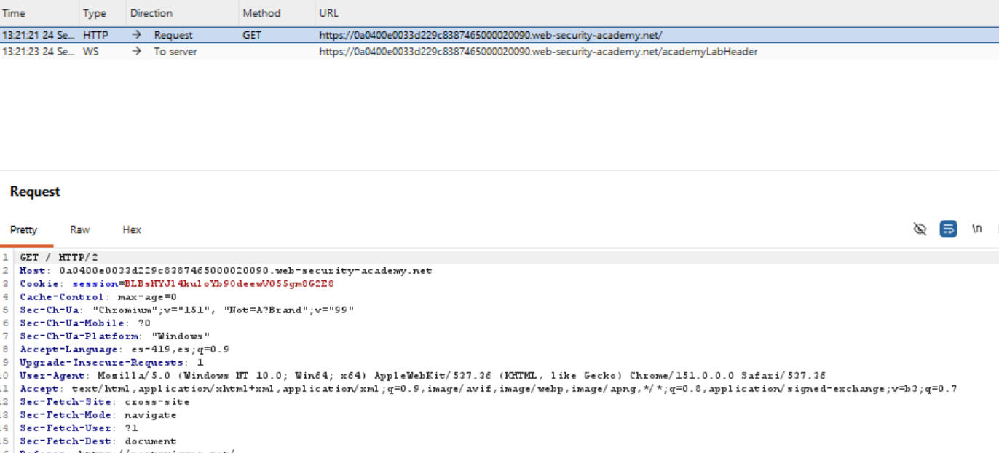 Time Type Direction Method URL
13:21:21 24 Se... HTTP → Request GET https://0a0400e0033d229c8387465000020090.web-security-academy.net/
13:21:23 24 Se... WS → To server https://0a0400e0033d229c8387465000020090.web-security-academy.net/academyLabHeader
Request
Pretty Raw Hex \n
1 GET / HTTP/2
2 Host: 0a0400e0033d229c8387465000020090.web-security-academy.net
3 Cookie: session=
4 Cache-Control: max-age=0
5 Sec-Ch-Ua: "Chromium";v="151", "Not=A?Brand";v="99"
6 Sec-Ch-Ua-Mobile: ?0
7 Sec-Ch-Ua-Platform: "Windows"
8 Accept-Language: es-419,es;q=0.9
9 Upgrade-Insecure-Requests: 1
10 User-Agent: Mozilla/5.0 (Windows NT 10.0; Win64; x64) AppleWebKit/537.36 (KHTML, like Gecko) Chrome/151.0.0.0 Safari/537.36
11 Accept: text/html,application/xhtml+xml,application/xml;q=0.9,image/avif,image/webp,image/apng,*/*;q=0.8,application/signed-exchange;v=b3;q=0.7
12 Sec-Fetch-Site: cross-site
13 Sec-Fetch-Mode: navigate
14 Sec-Fetch-User: ?1
15 Sec-Fetch-Dest: document